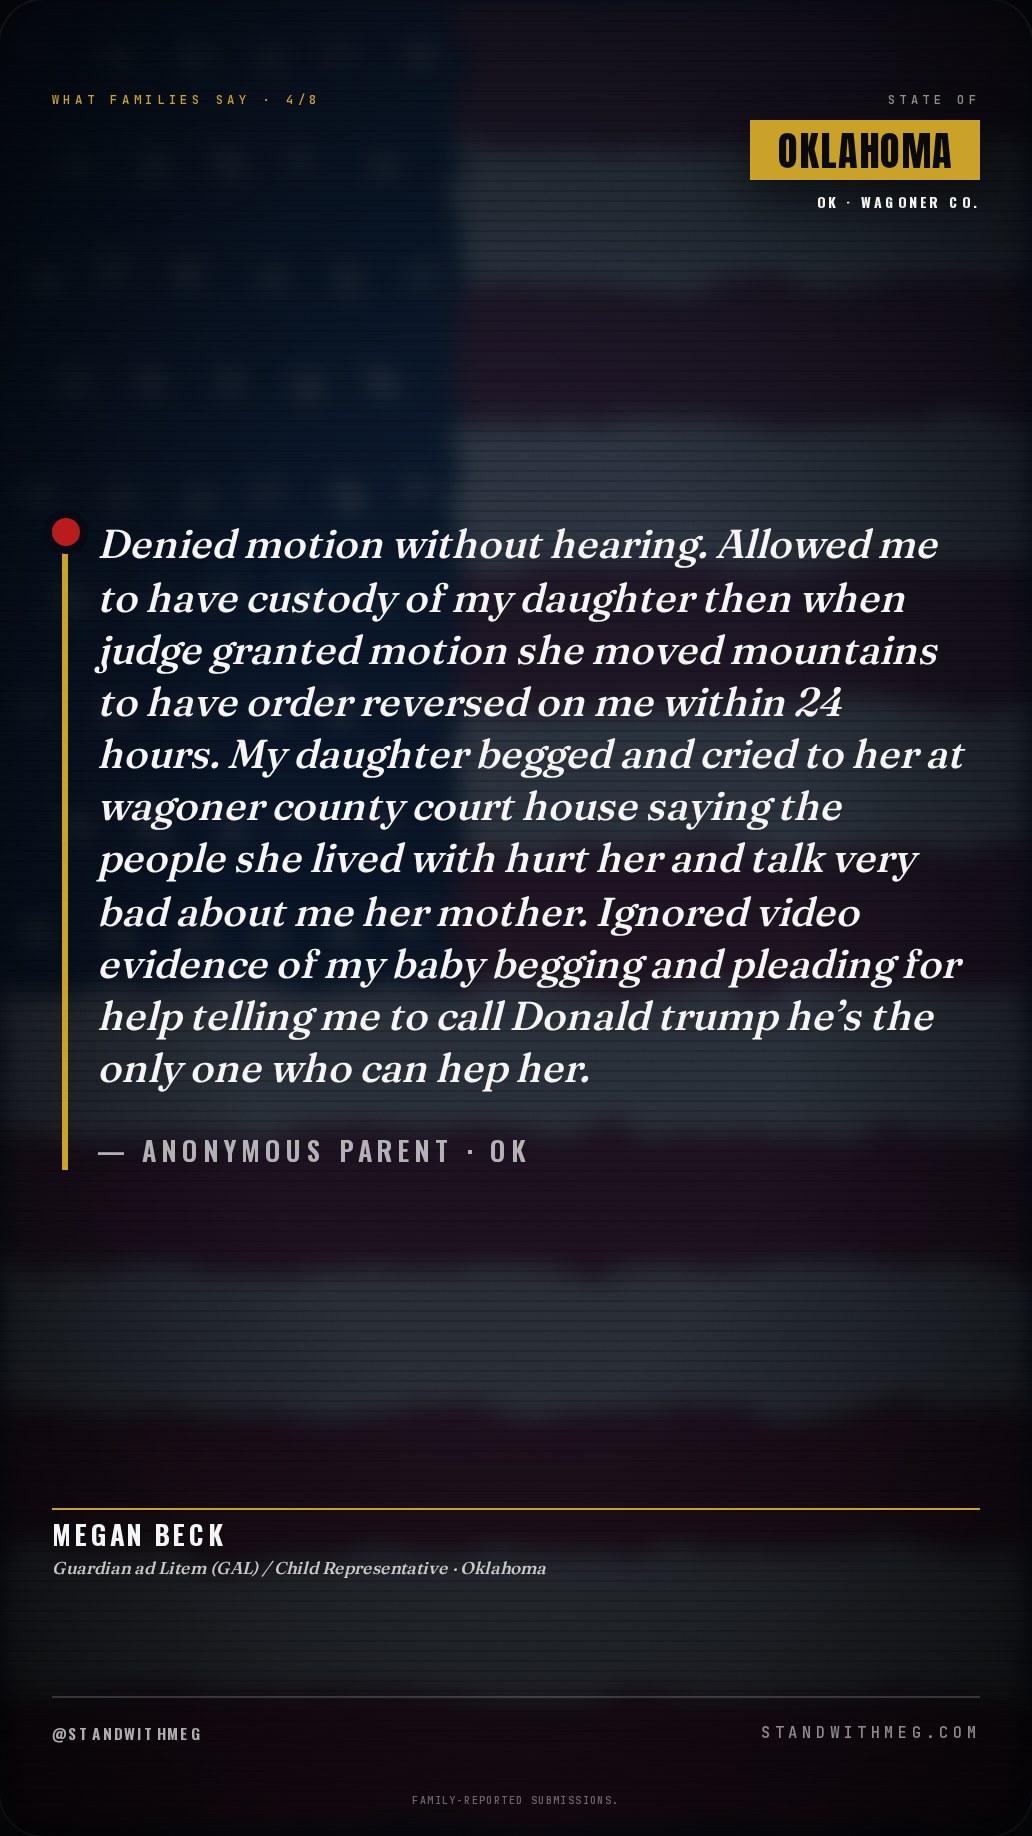 WHAT FAMILIES SAY · 4/8
STATE OF
OKLAHOMA
OK · WAGONER CO.
Denied motion without hearing. Allowed me
to have custody of my daughter then when
judge granted motion she moved mountains
to have order reversed on me within 24
hours. My daughter begged and cried to her at
wagoner county court house saying the
people she lived with hurt her and talk very
bad about me her mother. Ignored video
evidence of my baby begging and pleading for
help telling me to call Donald trump he’s the
only one who can hep her.
— ANONYMOUS PARENT · OK
MEGAN BECK
Guardian ad Litem (GAL) / Child Representative · Oklahoma
@STANDWITHMEG
STANDWITHMEG.COM
FAMILY-REPORTED SUBMISSIONS.